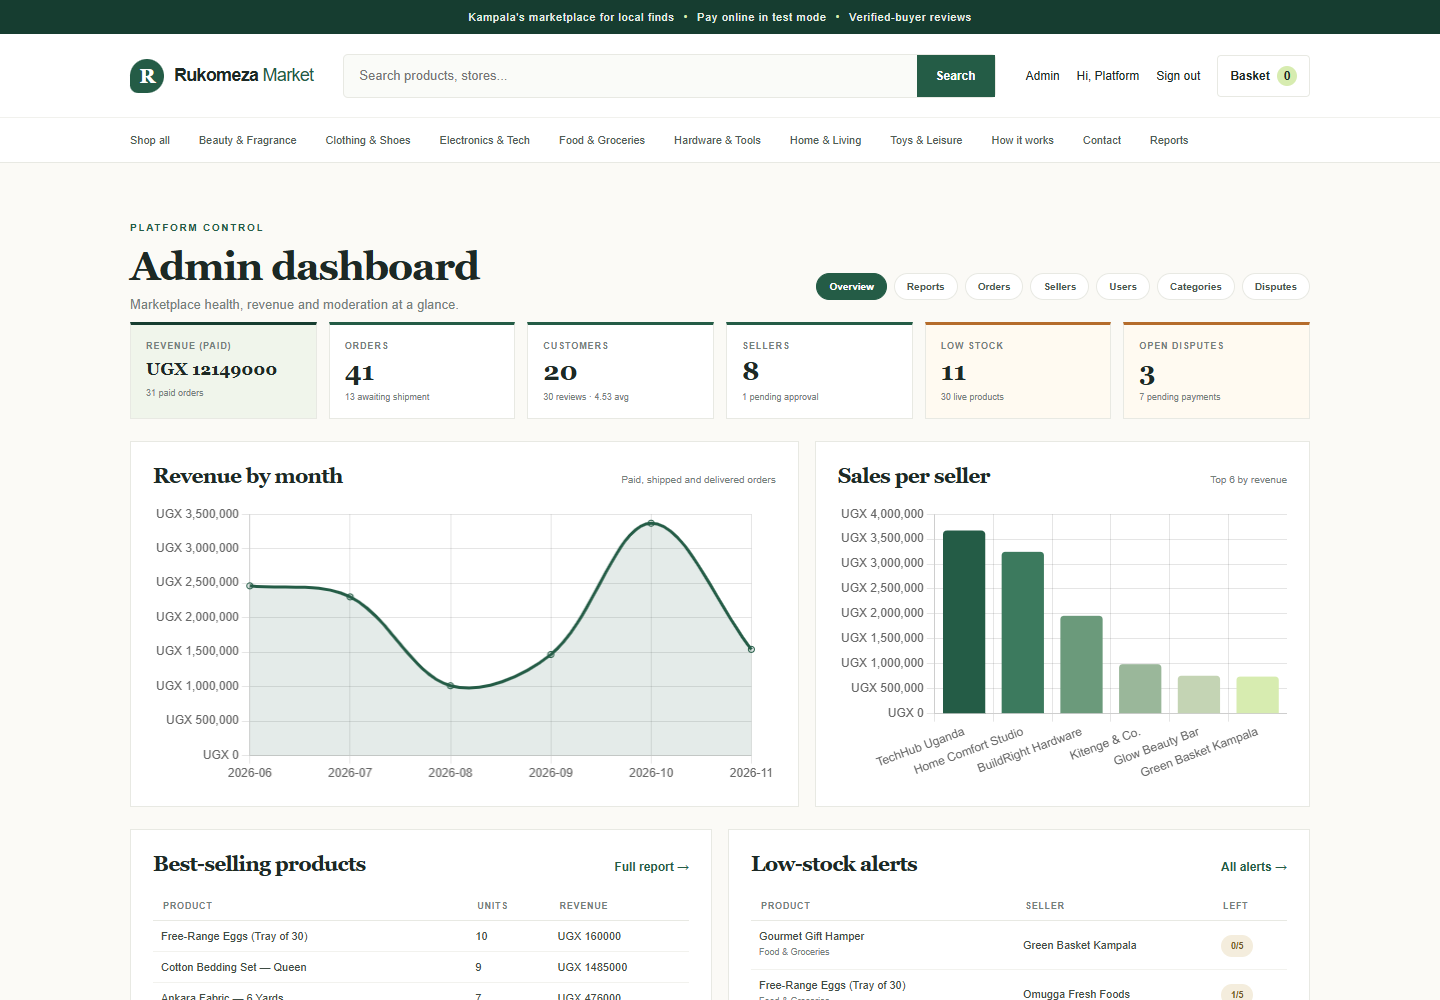 Kampala's marketplace for local finds • Pay online in test mode • Verified-buyer reviews
R Rukomeza Market
Search products, stores...
Search
Admin Hi, Platform Sign out Basket 0
Shop all Beauty & Fragrance Clothing & Shoes Electronics & Tech Food & Groceries Hardware & Tools Home & Living Toys & Leisure How it works Contact Reports
PLATFORM CONTROL
Admin dashboard
Marketplace health, revenue and moderation at a glance.
Overview Reports Orders Sellers Users Categories Disputes
REVENUE (PAID)
UGX 12149000
31 paid orders
ORDERS
41
13 awaiting shipment
CUSTOMERS
20
30 reviews · 4.53 avg
SELLERS
8
1 pending approval
LOW STOCK
11
30 live products
OPEN DISPUTES
3
7 pending payments
Revenue by month
Paid, shipped and delivered orders
UGX 3,500,000
UGX 3,000,000
UGX 2,500,000
UGX 2,000,000
UGX 1,500,000
UGX 1,000,000
UGX 500,000
UGX 0
2026-06 2026-07 2026-08 2026-09 2026-10 2026-11
Sales per seller
Top 6 by revenue
UGX 4,000,000
UGX 3,500,000
UGX 3,000,000
UGX 2,500,000
UGX 2,000,000
UGX 1,500,000
UGX 1,000,000
UGX 500,000
UGX 0
TechHub Uganda
Home Comfort Studio
BuildRight Hardware
Kitenge & Co.
Glow Beauty Bar
Green Basket Kampala
Best-selling products
Full report →
PRODUCT UNITS REVENUE
Free-Range Eggs (Tray of 30) 10 UGX 160000
Cotton Bedding Set — Queen 9 UGX 1485000
Ankara Fabric — 6 Yards 7 UGX 476000
Low-stock alerts
All alerts →
PRODUCT SELLER LEFT
Gourmet Gift Hamper
Food & Groceries
Green Basket Kampala 0/5
Free-Range Eggs (Tray of 30)
Food & Groceries
Omugga Fresh Foods 1/5